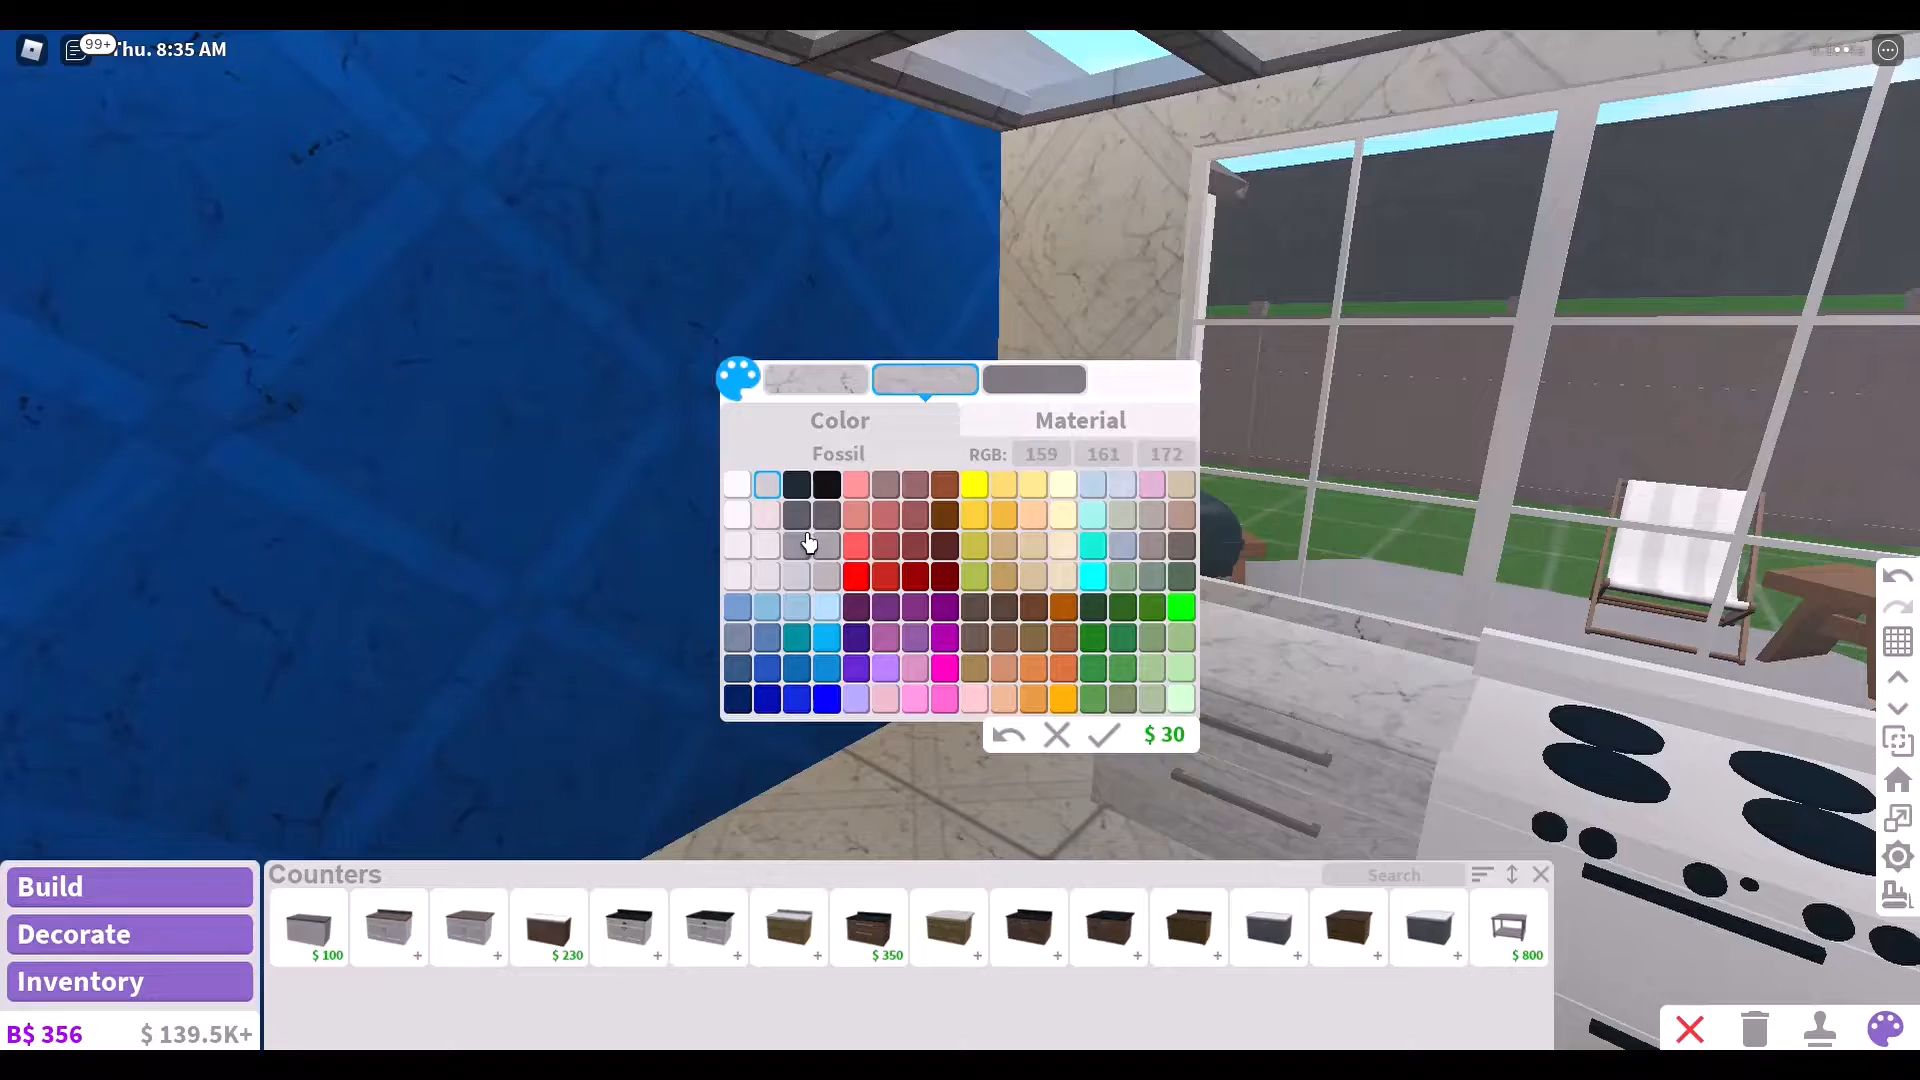 99+
Thu. 8:35 AM
Color
Material
Fossil
RGB: 159 161 172
$ 30
Build
Decorate
Inventory
B$ 356
$ 139.5K+
Counters
Search
$ 100
+
+
$ 230
+
+
+
$ 350
+
+
+
+
+
+
+
$ 800